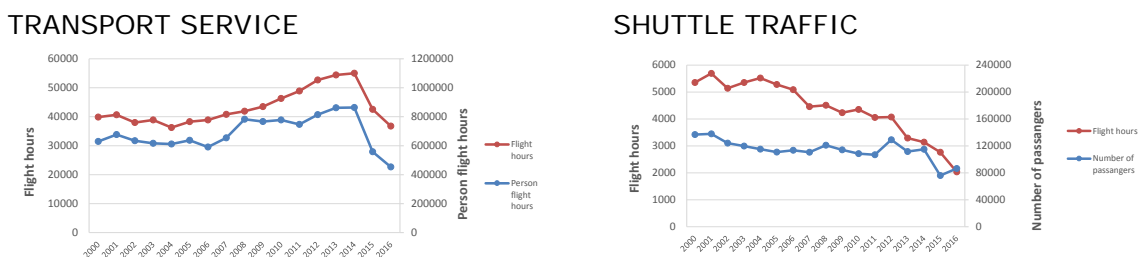 TRANSPORT SERVICE
60000
50000
40000
30000
20000
10000
0
Flight hours
1200000
1000000
800000
600000
400000
200000
0
Person flight hours
2000 2001 2002 2003 2004 2005 2006 2007 2008 2009 2010 2011 2012 2013 2014 2015 2016
Flight
hours
Person
flight
hours
SHUTTLE TRAFFIC
6000
5000
4000
3000
2000
1000
0
Flight hours
240000
200000
160000
120000
80000
40000
0
Number of passangers
2000 2001 2002 2003 2004 2005 2006 2007 2008 2009 2010 2011 2012 2013 2014 2015 2016
Flight hours
Number of
passangers